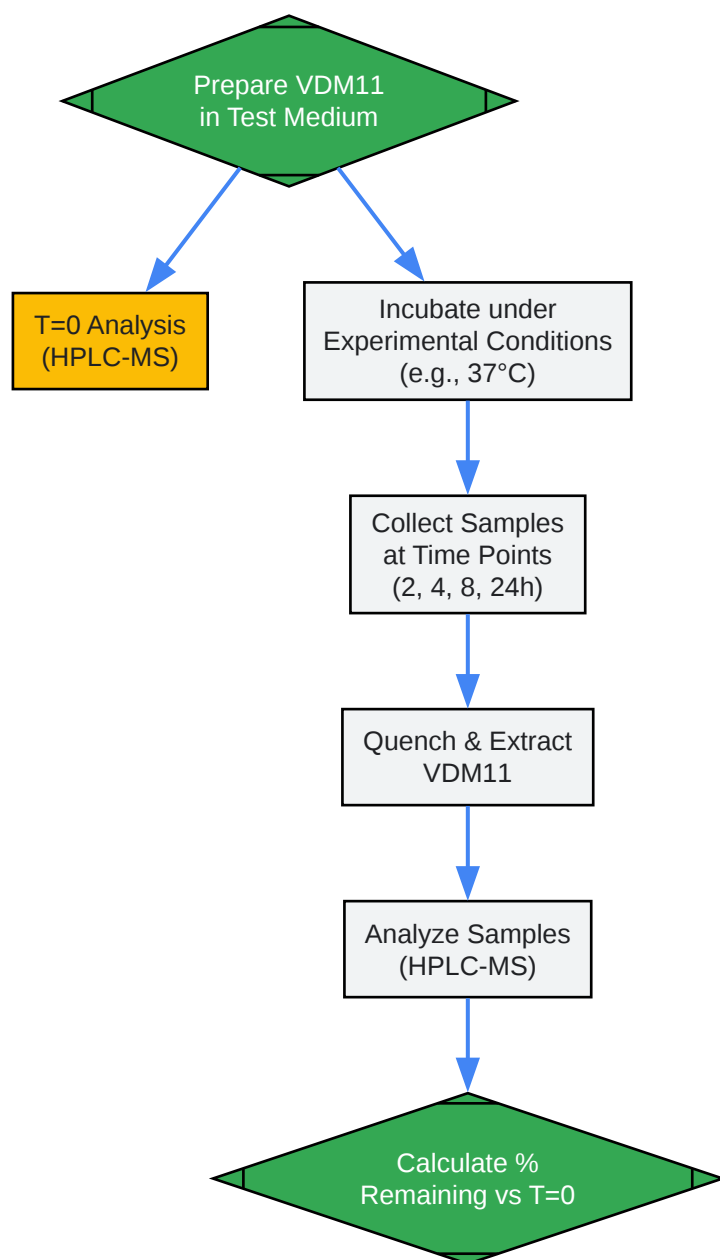 Prepare VDM11
in Test Medium
T=0 Analysis
(HPLC-MS)
Incubate under
Experimental Conditions
(e.g., 37°C)
Collect Samples
at Time Points
(2, 4, 8, 24h)
Quench & Extract
VDM11
Analyze Samples
(HPLC-MS)
Calculate %
Remaining vs T=0